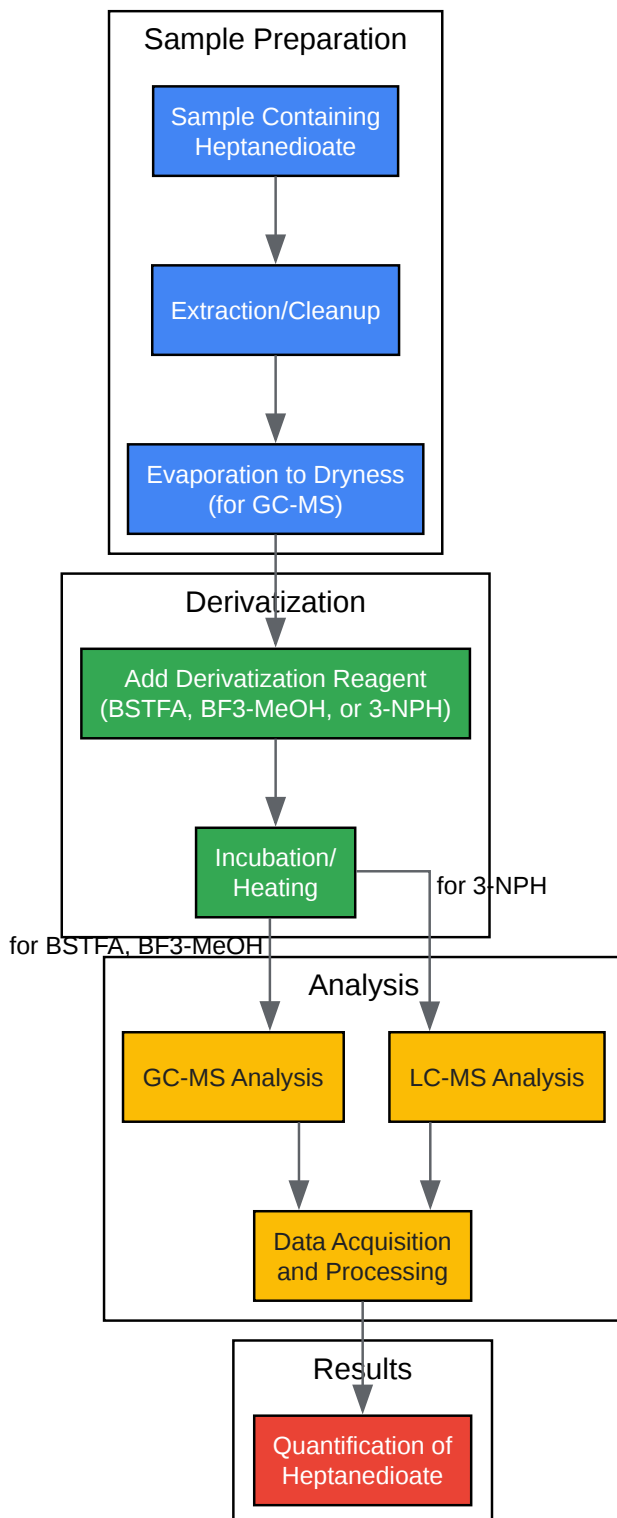 Sample Preparation
Sample Containing
Heptanedioate
Extraction/Cleanup
Evaporation to Dryness
(for GC-MS)
Derivatization
Add Derivatization Reagent
(BSTFA, BF3-MeOH, or 3-NPH)
Incubation/
Heating
for 3-NPH
for BSTFA, BF3-MeOH
Analysis
GC-MS Analysis
LC-MS Analysis
Data Acquisition
and Processing
Results
Quantification of
Heptanedioate